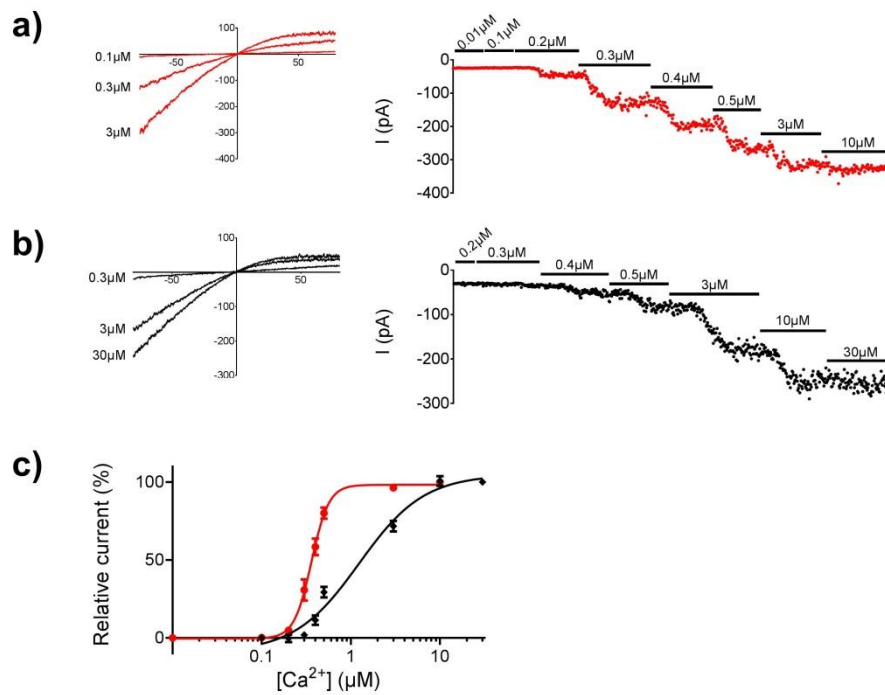 a)
100
-50
50
0.1µM
-100
0.3µM
-200
3µM
-300
-400
0.01µM
0.1µM
0.2µM
0.3µM
0.4µM
0.5µM
3µM
10µM
0
-100
-200
-300
-400
I (pA)
b)
100
-50
50
0.3µM
-100
3µM
-200
30µM
-300
0.2µM
0.3µM
0.4µM
0.5µM
3µM
10µM
30µM
0
-100
-200
-300
I (pA)
c)
100
50
0
Relative current (%)
0.1
1
10
[Ca²⁺] (µM)